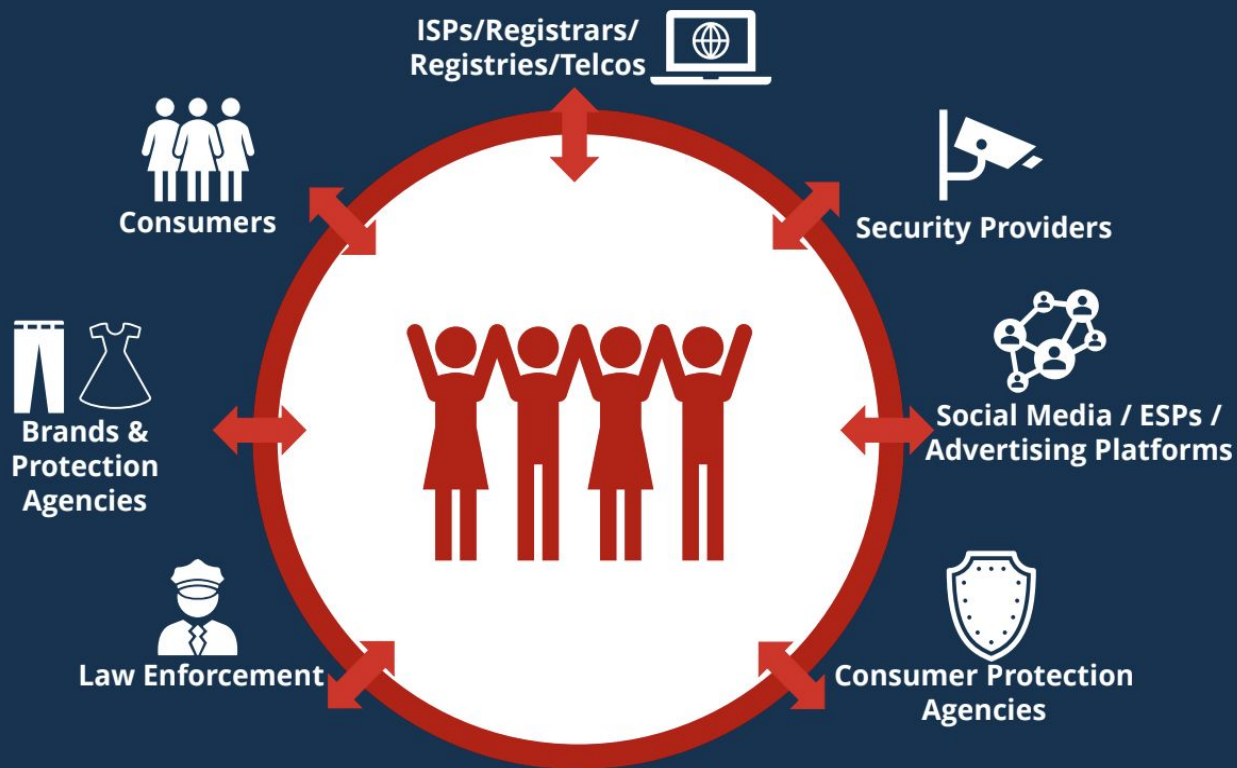 ISPs/Registrars/
Registries/Telcos
Consumers
Security Providers
Brands &
Protection
Agencies
Social Media / ESPs /
Advertising Platforms
Law Enforcement
Consumer Protection
Agencies